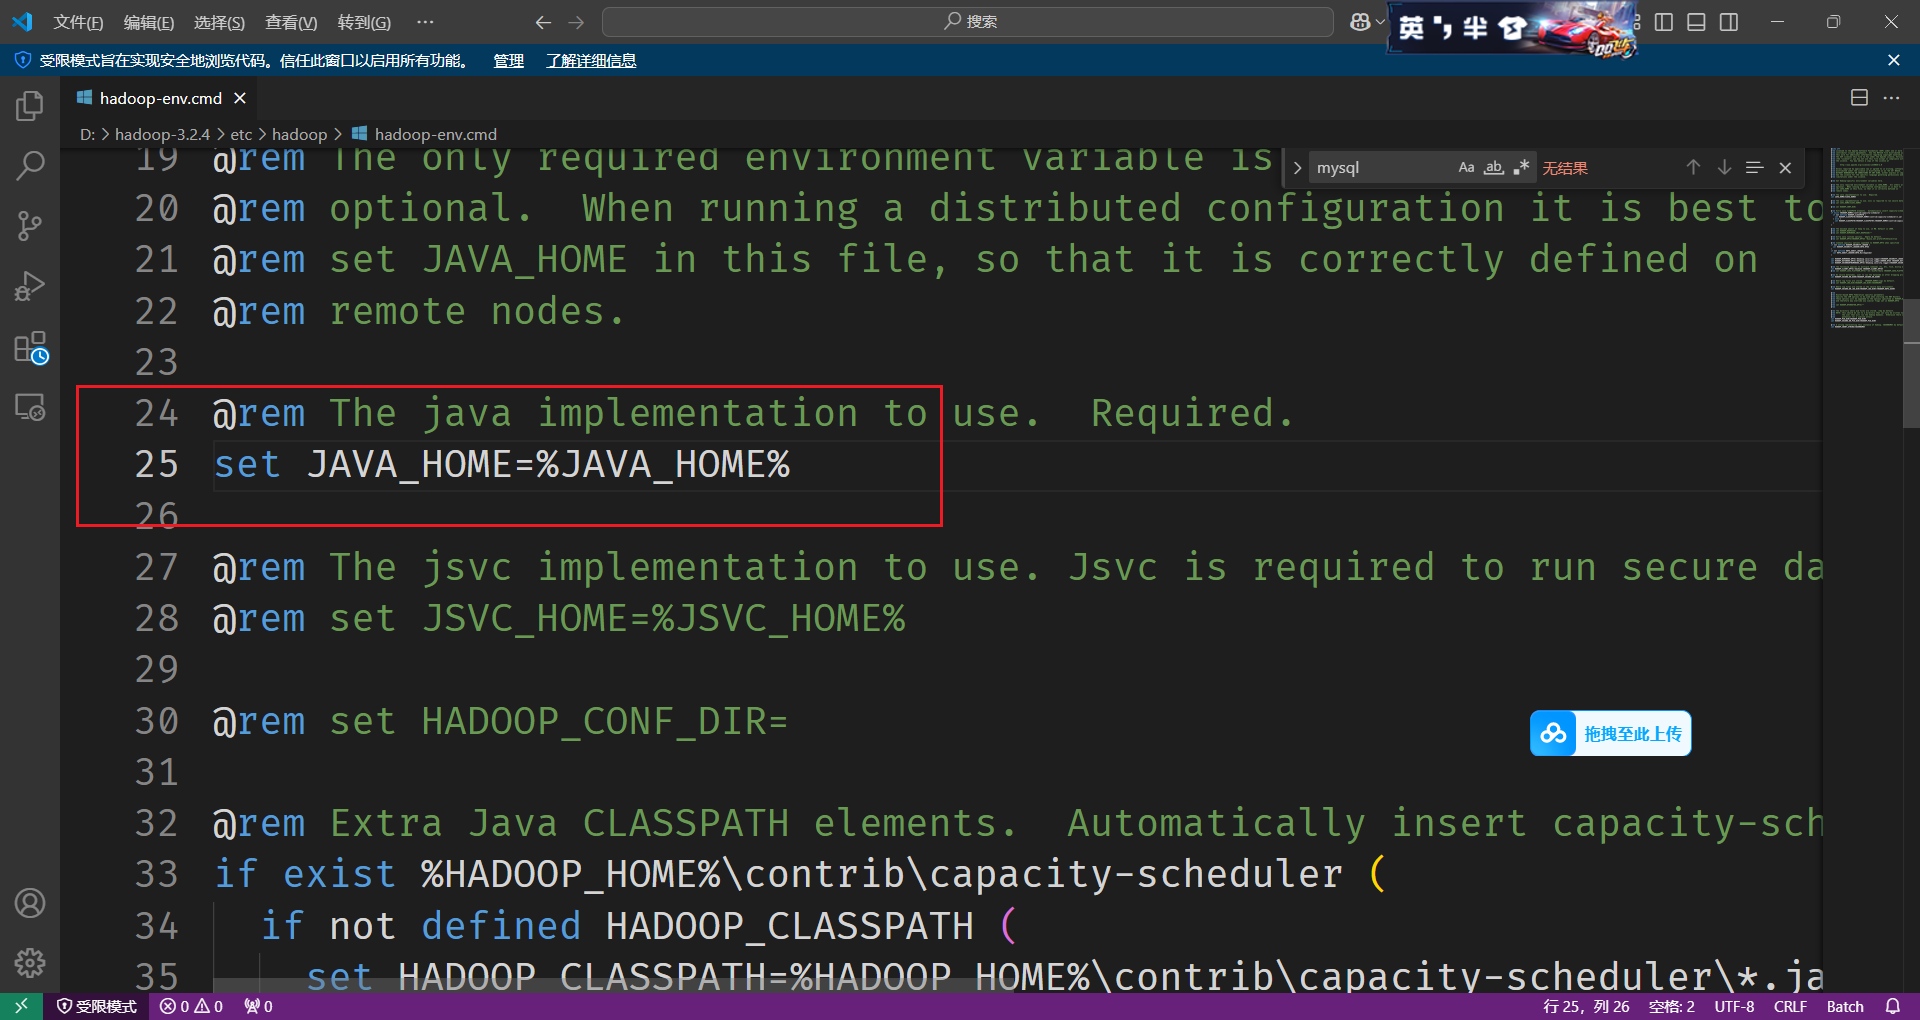 文件(F) 编辑(E) 选择(S) 查看(V) 转到(G) ··· 搜索 英 ’ 半
受限模式旨在实现安全地浏览代码。信任此窗口以启用所有功能。 管理 了解详细信息
hadoop-env.cmd
D: > hadoop-3.2.4 > etc > hadoop > hadoop-env.cmd
mysql Aa ab .* 无结果
19 @rem The only required environment variable is
20 @rem optional.  When running a distributed configuration it is best to
21 @rem set JAVA_HOME in this file, so that it is correctly defined on
22 @rem remote nodes.
23
24 @rem The java implementation to use.  Required.
25 set JAVA_HOME=%JAVA_HOME%
26
27 @rem The jsvc implementation to use. Jsvc is required to run secure da
28 @rem set JSVC_HOME=%JSVC_HOME%
29
30 @rem set HADOOP_CONF_DIR=
31
拖拽至此上传
32 @rem Extra Java CLASSPATH elements.  Automatically insert capacity-sch
33 if exist %HADOOP_HOME%\contrib\capacity-scheduler (
34   if not defined HADOOP_CLASSPATH (
35     set HADOOP_CLASSPATH=%HADOOP_HOME%\contrib\capacity-scheduler\*.ja
受限模式 0 0 0 行 25，列 26 空格: 2 UTF-8 CRLF Batch